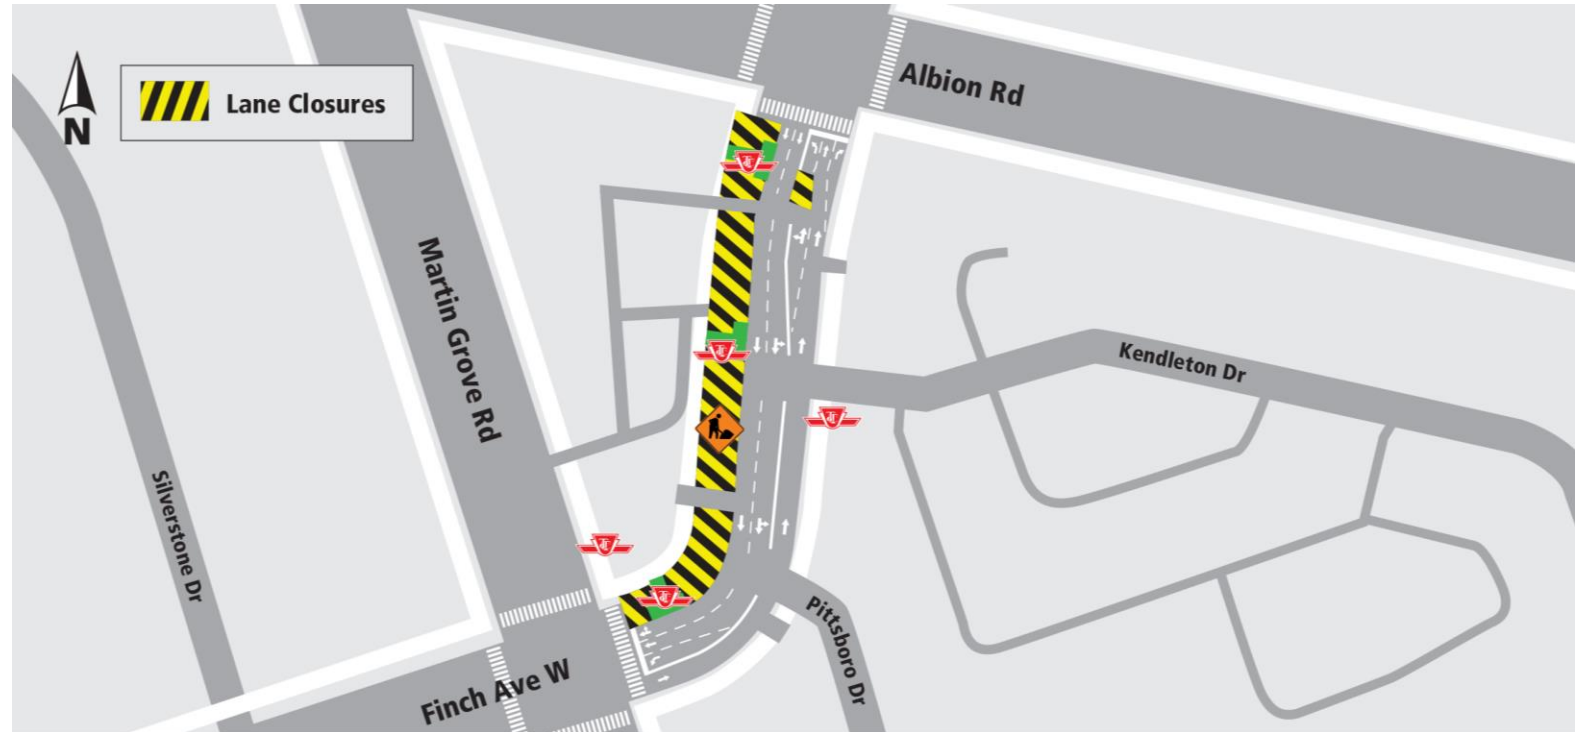 Albion Rd
N
Lane Closures
Martin Grove Rd
Kendleton Dr
Silverstone Dr
Pittsboro Dr
Finch Ave W